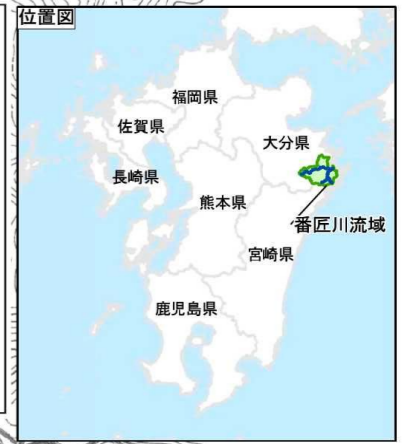 位置図
福岡県
佐賀県
大分県
長崎県
熊本県
番匠川流域
宮崎県
鹿児島県